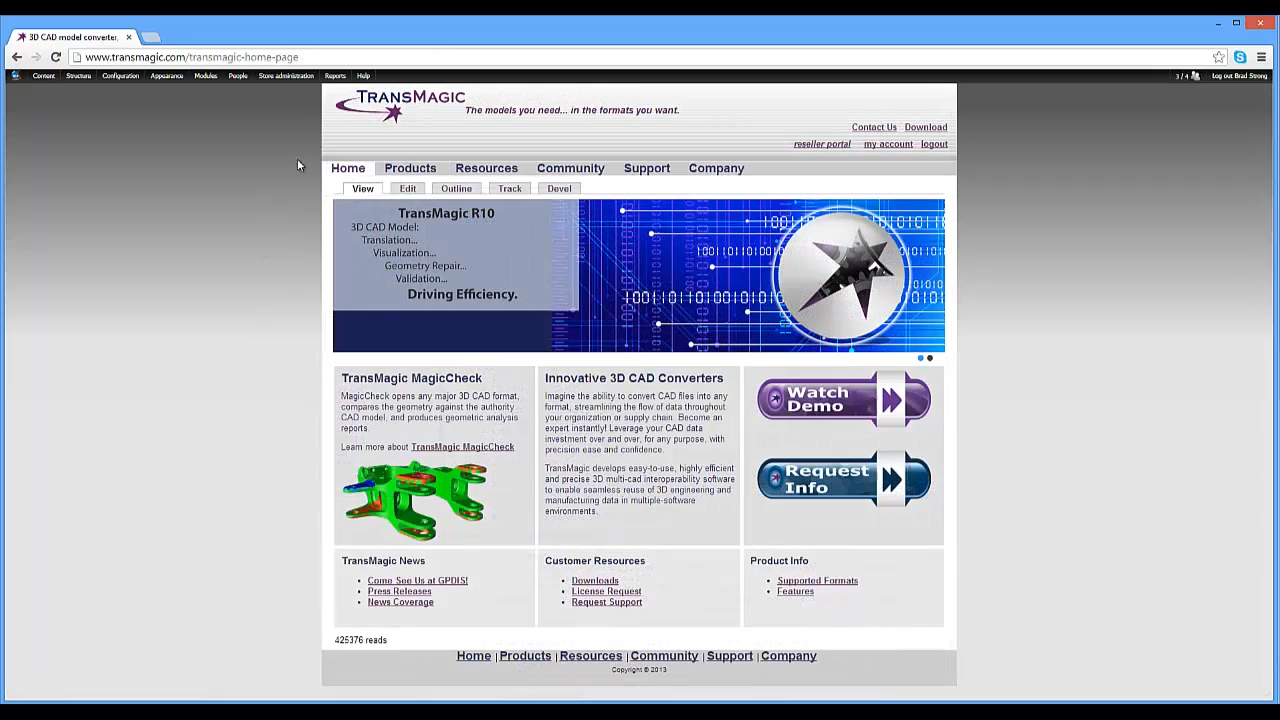 3D CAD model converter,
www.transmagic.com/transmagic-home-page
Content Structure Configuration Appearance Modules People Store administration Reports Help 3 / 4 Log out Brad Strong
TRANSMAGIC The models you need... in the formats you want.
Contact Us Download
reseller portal my account logout
Home Products Resources Community Support Company
View Edit Outline Track Devel
TransMagic R10
3D CAD Model:
Translation...
Visualization...
Geometry Repair...
Validation...
Driving Efficiency.
TransMagic MagicCheck
MagicCheck opens any major 3D CAD format,
compares the geometry against the authority
CAD model, and produces geometric analysis
reports.
Learn more about TransMagic MagicCheck
Innovative 3D CAD Converters
Imagine the ability to convert CAD files into any
format, streamlining the flow of data throughout
your organization or supply chain. Become an
expert instantly! Leverage your CAD data
investment over and over, for any purpose, with
precision ease and confidence.
TransMagic develops easy-to-use, highly efficient
and precise 3D multi-cad interoperability software
to enable seamless reuse of 3D engineering and
manufacturing data in multiple-software
environments.
Watch
Demo
Request
Info
TransMagic News
• Come See Us at GPDIS!
• Press Releases
• News Coverage
Customer Resources
• Downloads
• License Request
• Request Support
Product Info
• Supported Formats
• Features
425376 reads
Home | Products | Resources | Community | Support | Company
Copyright © 2013